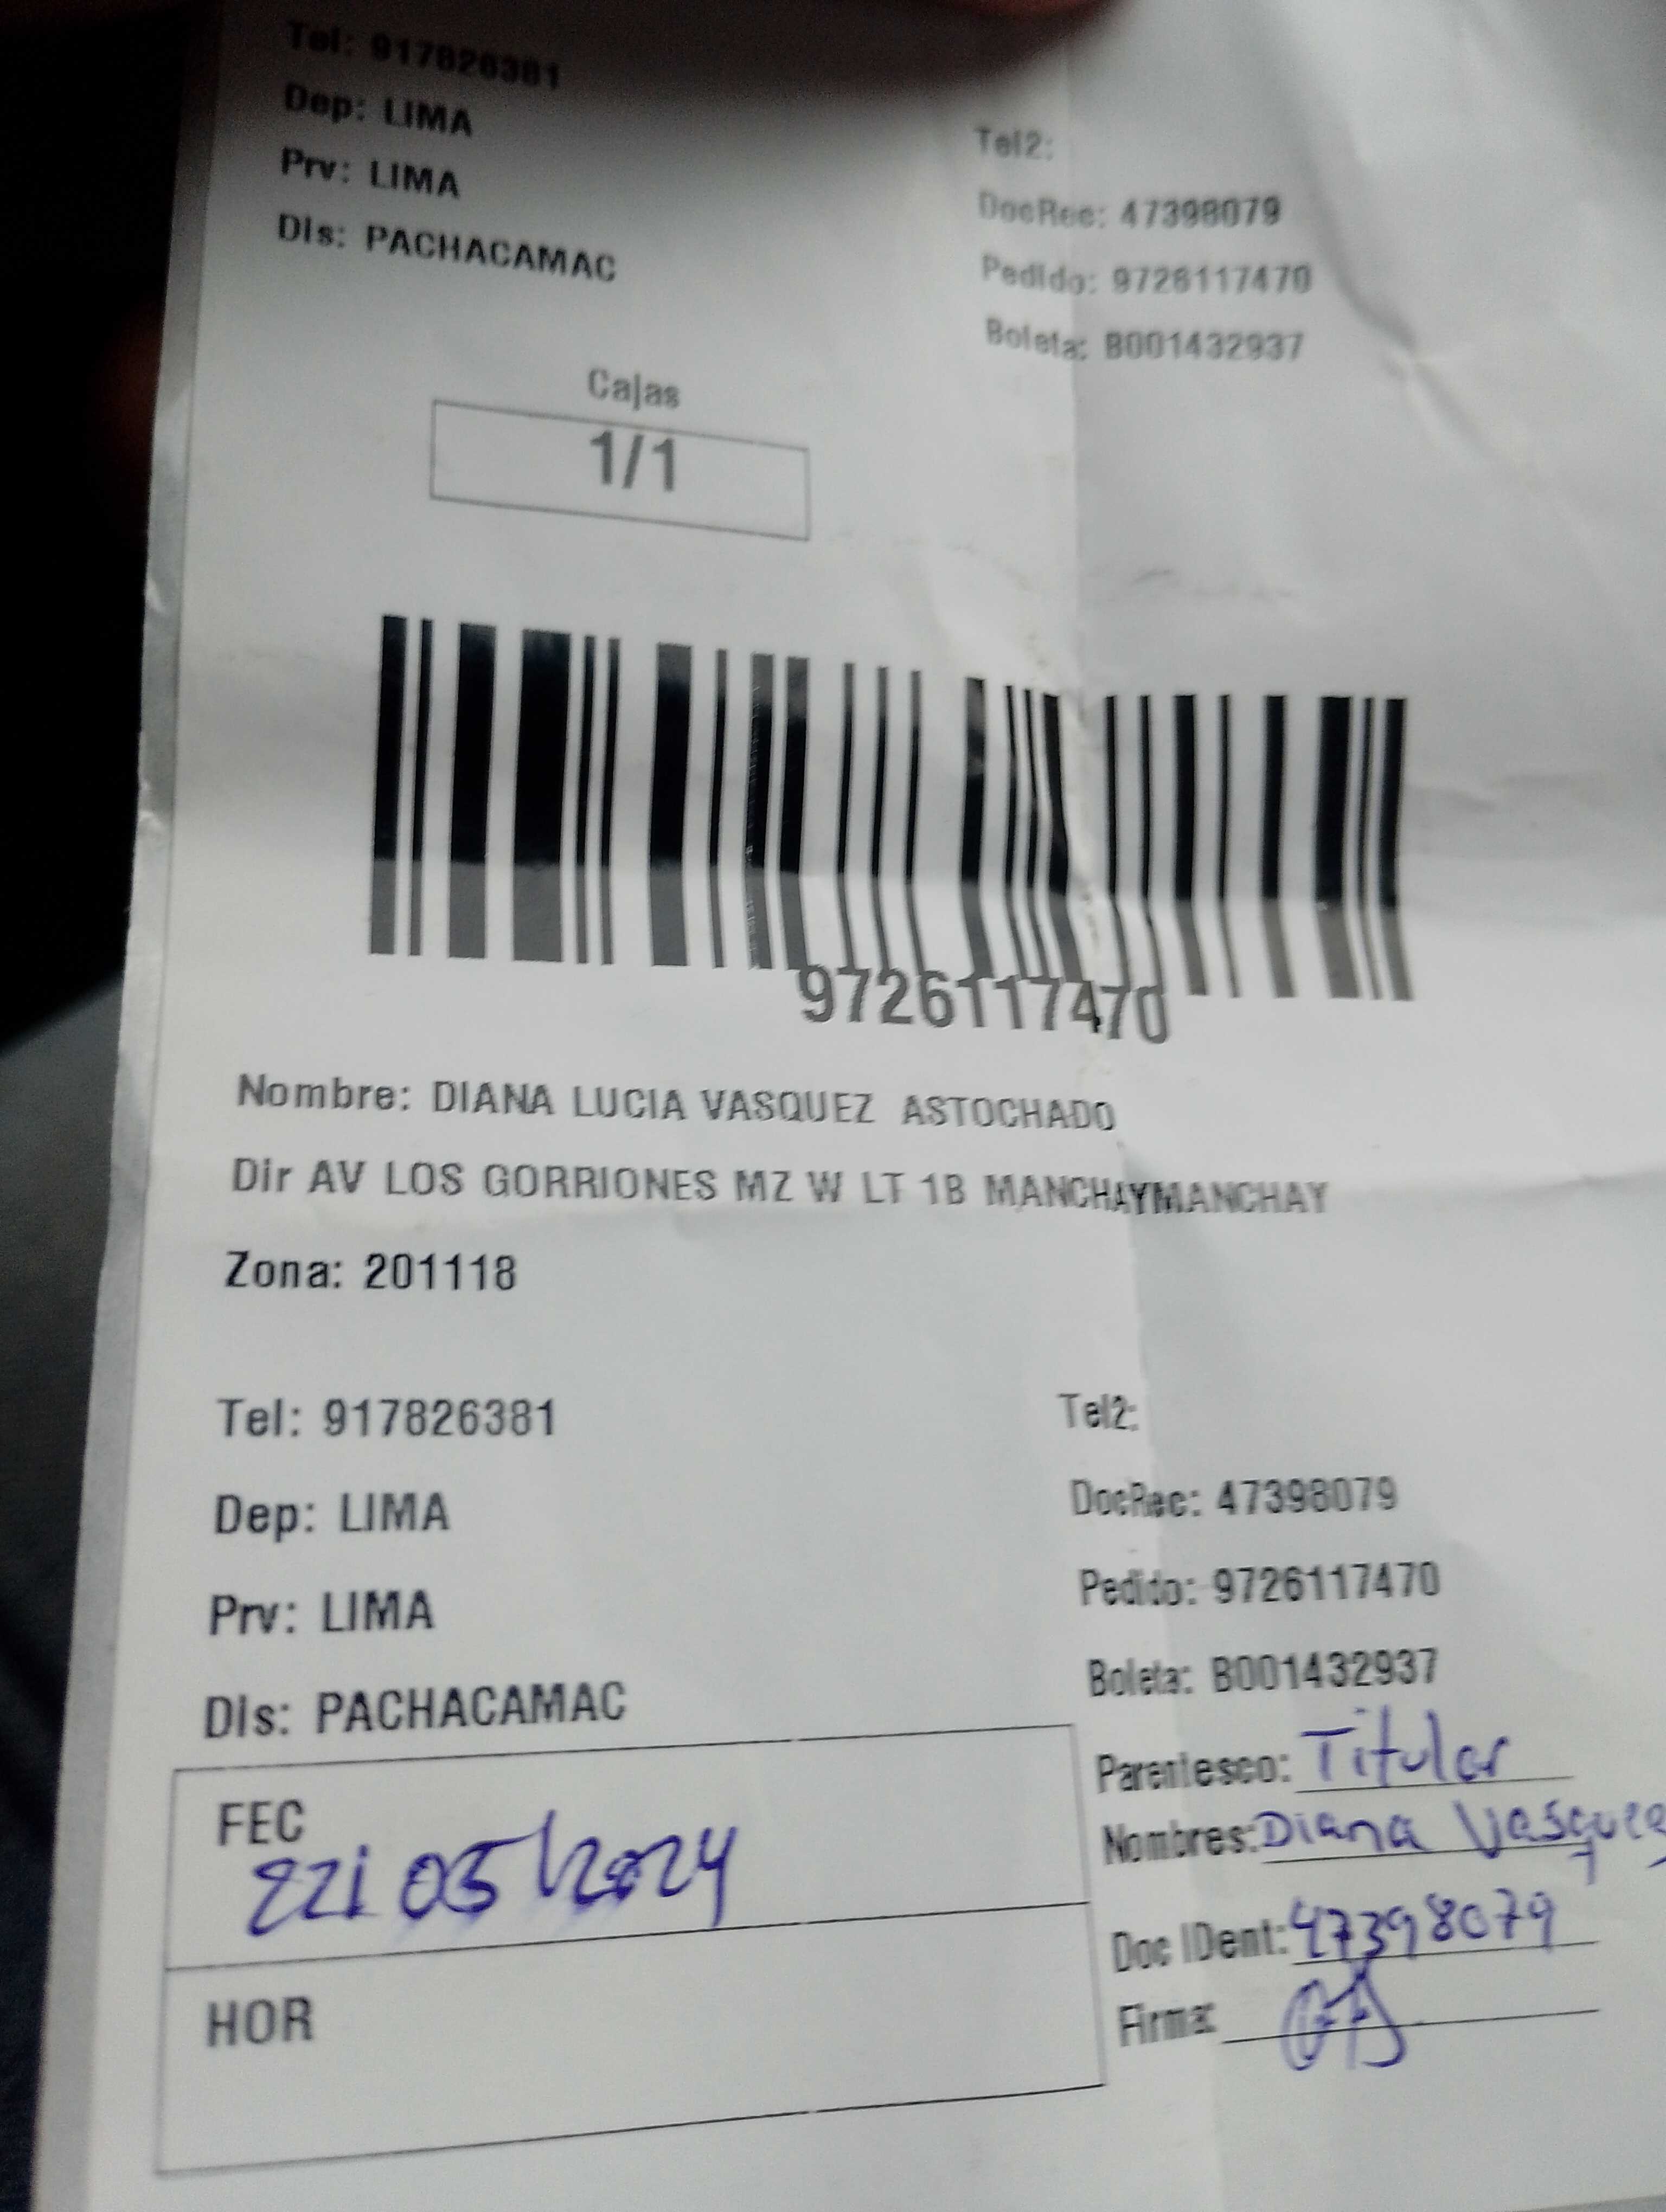 Tel: 917826381
Dep: LIMA
Prv: LIMA
Dis: PACHACAMAC
Tel2:
DocRec: 47398079
Pedido: 9726117470
Boleta: B001432937
Cajas
1/1
9726117470
Nombre: DIANA LUCIA VASQUEZ ASTOCHADO
Dir AV LOS GORRIONES MZ W LT 1B MANCHAYMANCHAY
Zona: 201118
Tel: 917826381
Dep: LIMA
Prv: LIMA
Dis: PACHACAMAC
Tel2:
DocRec: 47398079
Pedido: 9726117470
Boleta: B001432937
FEC
22/05/2024
HOR
Parentesco: Titular
Nombres: Diana Vasquez
Doc IDent: 47398079
Firma: